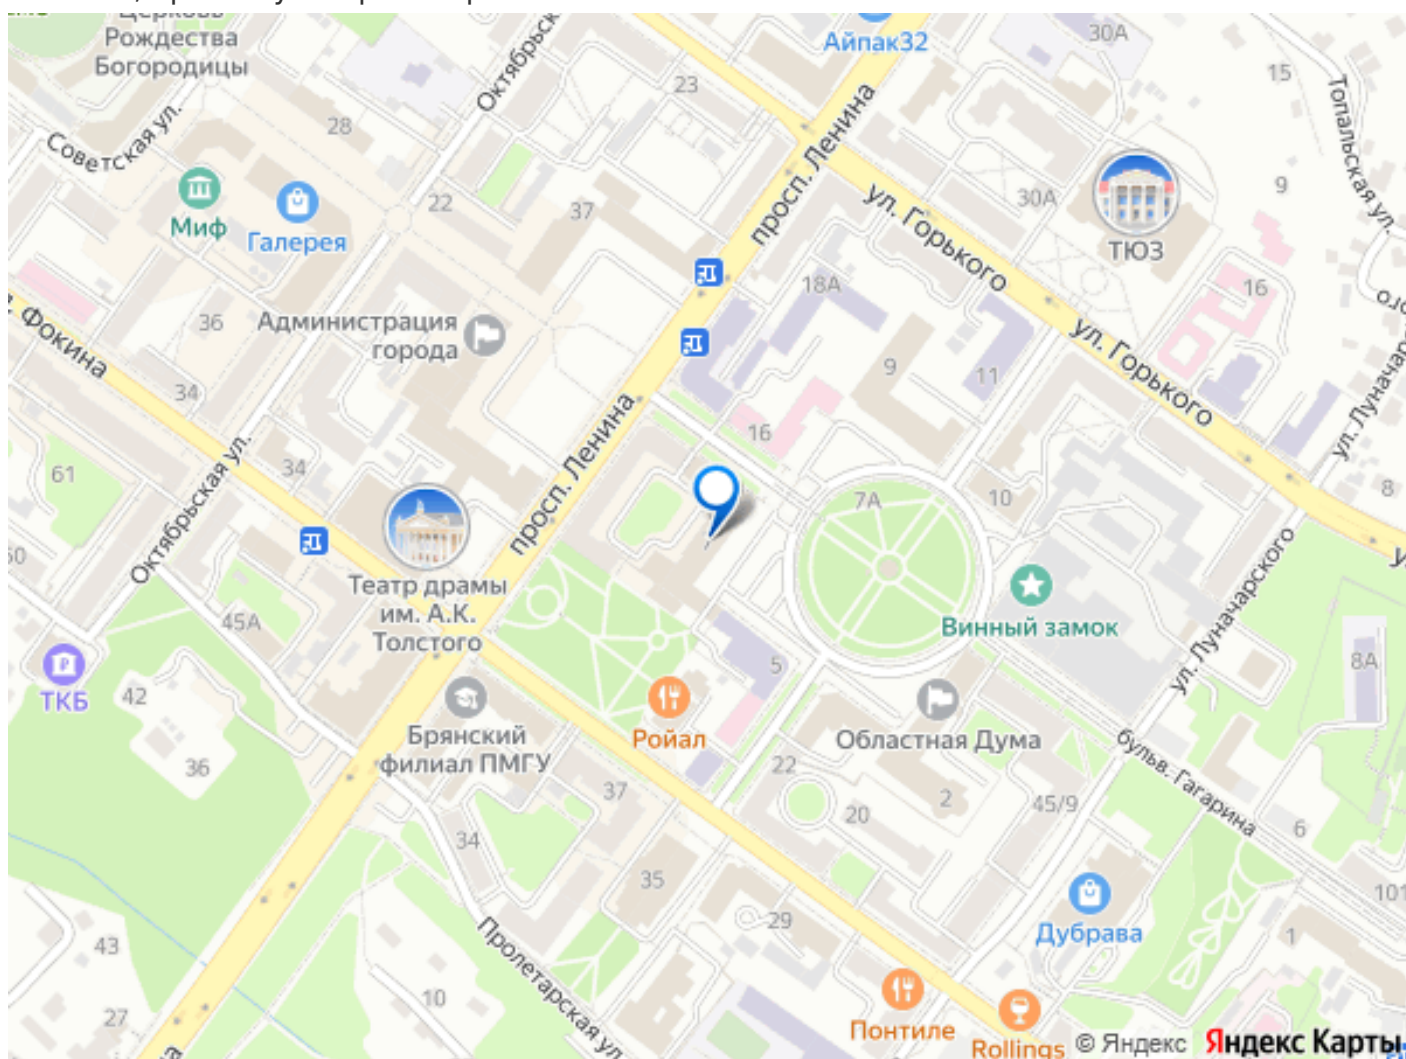 Церковь
Рождества
Богородицы
Октябрьск
Айпак32
30А
15
23
28
Советская ул.
просп. Ленина
Топальская ул.
Миф
Галерея
22
37
ул. Горького
30А
ТЮЗ
9
Фокина
36
Администрация
города
18А
16
ул. Горького
34
9
11
ул. Луначар
61
Октябрьская ул.
34
просп. Ленина
16
7А
10
8
50
Театр драмы
им. А.К.
Толстого
45А
Винный замок
ул. Луначарского
8А
ТКБ
42
36
Брянский
филиал ПМГУ
Ройал
5
Областная Дума
бульв. Гагарина
37
22
20
2
45/9
6
34
35
29
Дубрава
101
1
43
27
10
Пролетарская ул.
Понтиле
Rollings
© Яндекс
Яндекс Карты